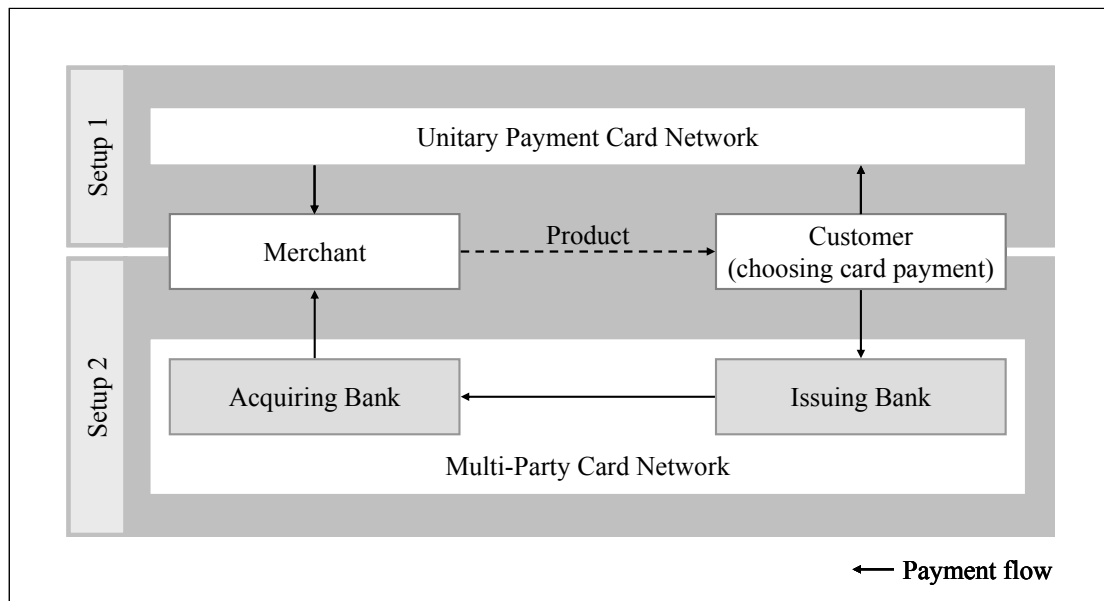 Setup 1
Unitary Payment Card Network
Merchant
Product
Customer
(choosing card payment)
Setup 2
Acquiring Bank
Issuing Bank
Multi-Party Card Network
Payment flow